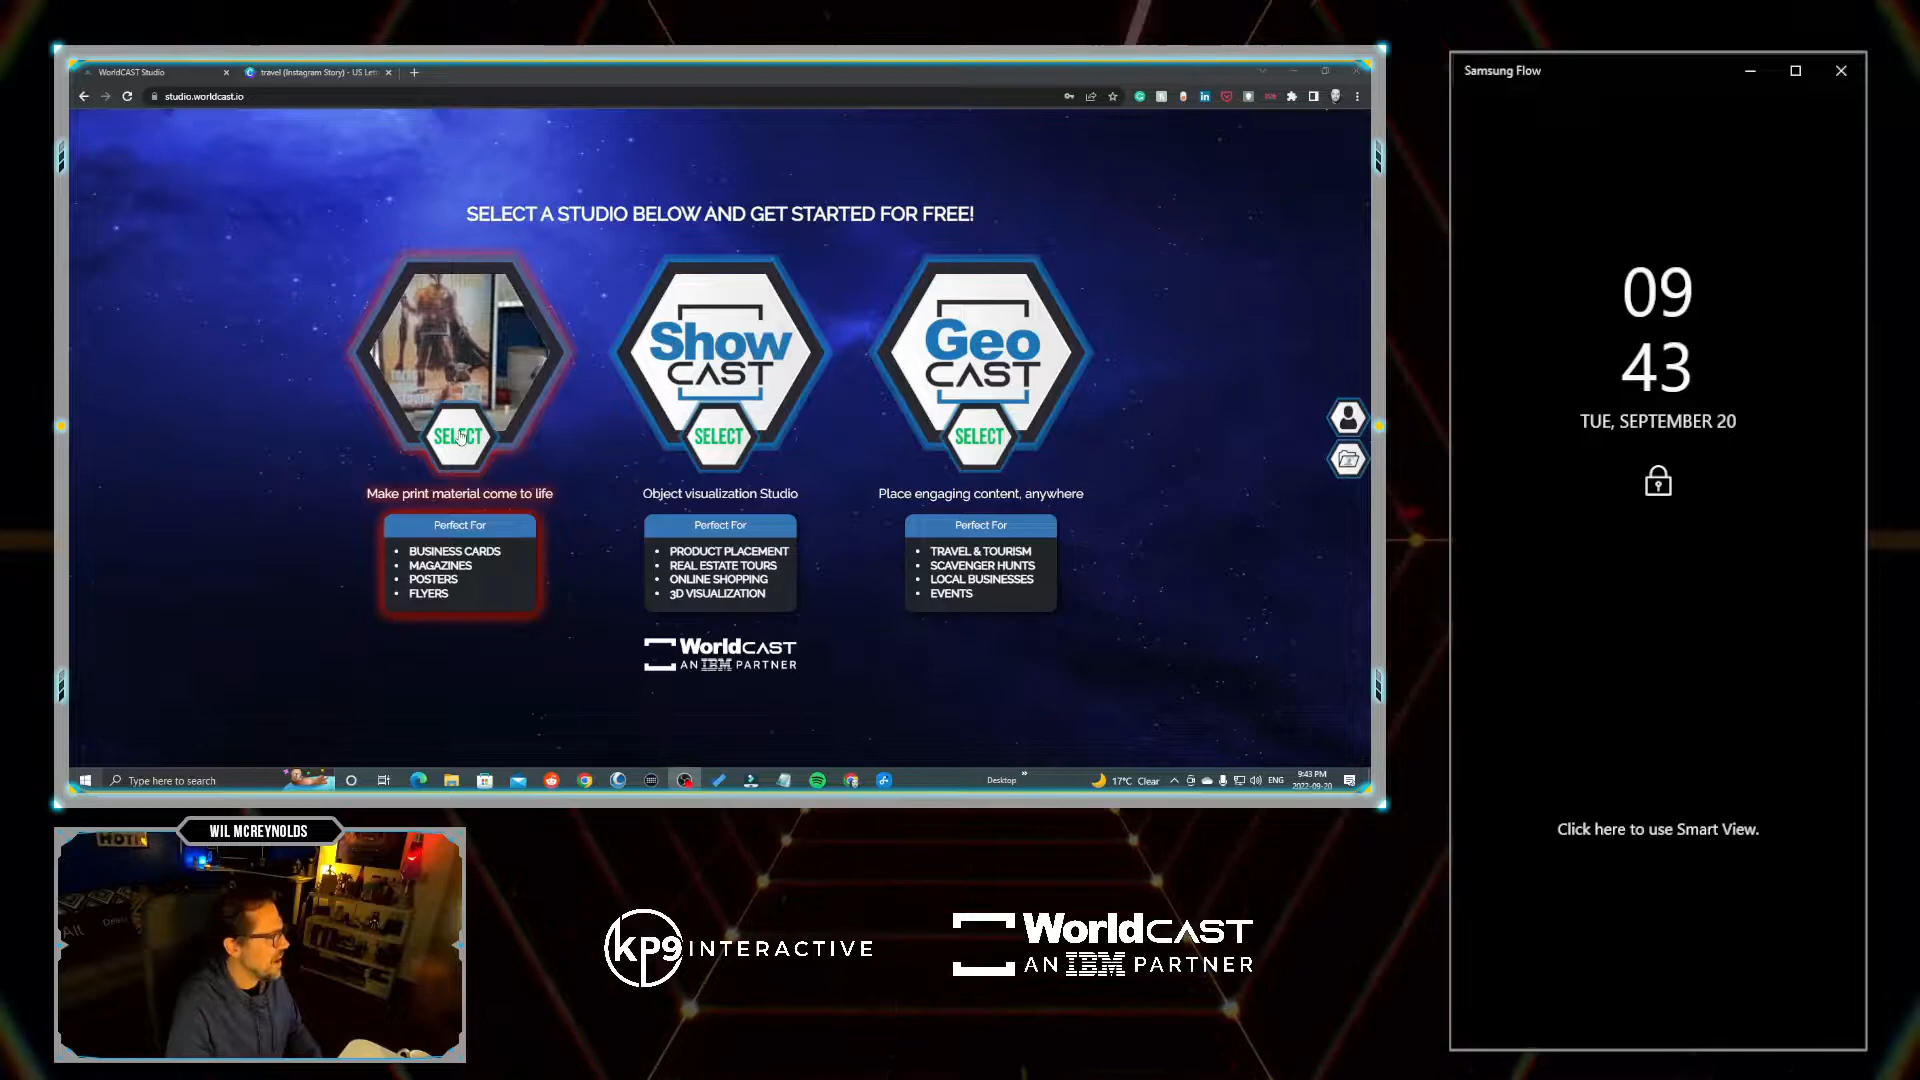 WorldCAST Studio
travel (Instagram Story) - US Lett
studio.worldcast.io
SELECT A STUDIO BELOW AND GET STARTED FOR FREE!
Show
CAST
Geo
CAST
SELECT
SELECT
SELECT
Make print material come to life
Object visualization Studio
Place engaging content, anywhere
Perfect For
BUSINESS CARDS
MAGAZINES
POSTERS
FLYERS
Perfect For
PRODUCT PLACEMENT
REAL ESTATE TOURS
ONLINE SHOPPING
3D VISUALIZATION
Perfect For
TRAVEL & TOURISM
SCAVENGER HUNTS
LOCAL BUSINESSES
EVENTS
WorldCAST
AN IBM PARTNER
Type here to search
Desktop
17°C Clear
ENG
9:43 PM
2022-09-20
Samsung Flow
09
43
TUE, SEPTEMBER 20
Click here to use Smart View.
WIL MCREYNOLDS
Alt
kp9 INTERACTIVE
WorldCAST
AN IBM PARTNER